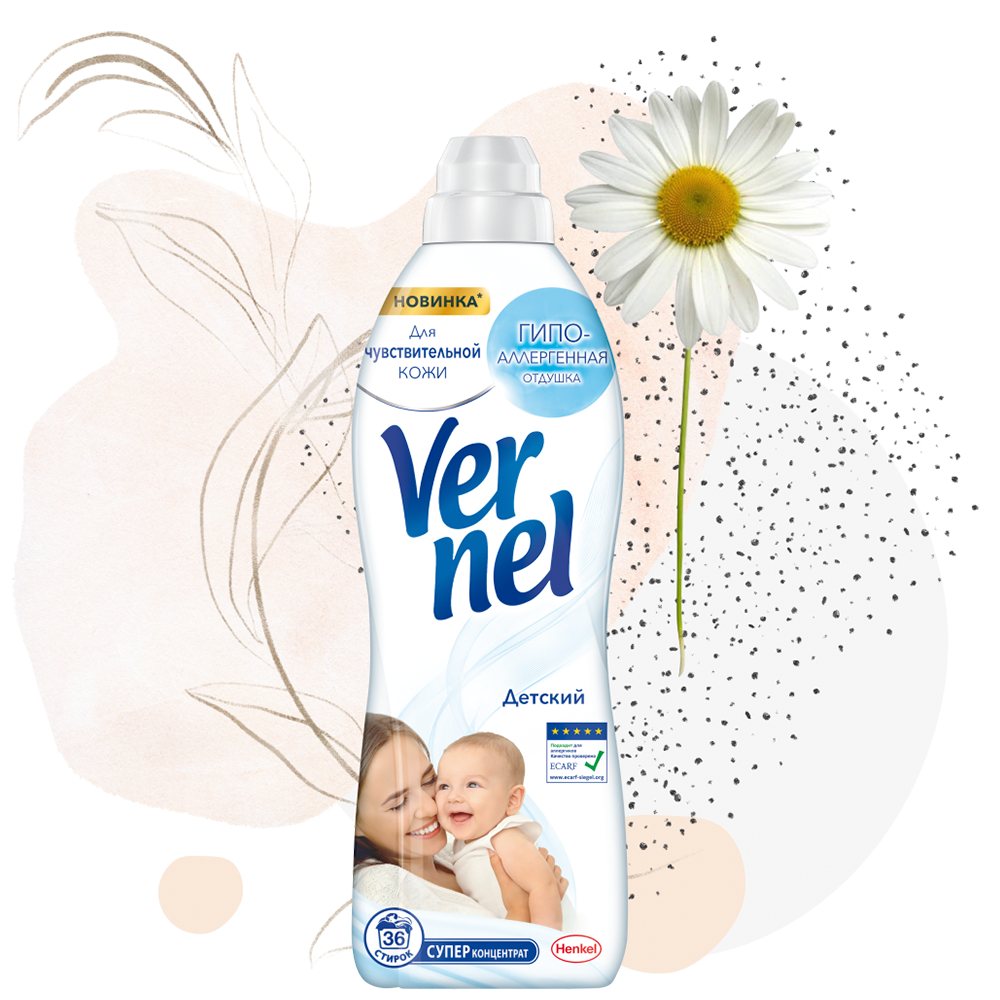 НОВИНКА*
Для
чувствительной
КОЖИ
ГИПО-
АЛЛЕРГЕННАЯ
ОТДУШКА
Ver
nel
Детский
Подходит для
аллергиков
Качество проверено
ECARF
www.ecarf-siegel.org
36
СТИРОК
СУПЕР КОНЦЕНТРАТ
Henkel